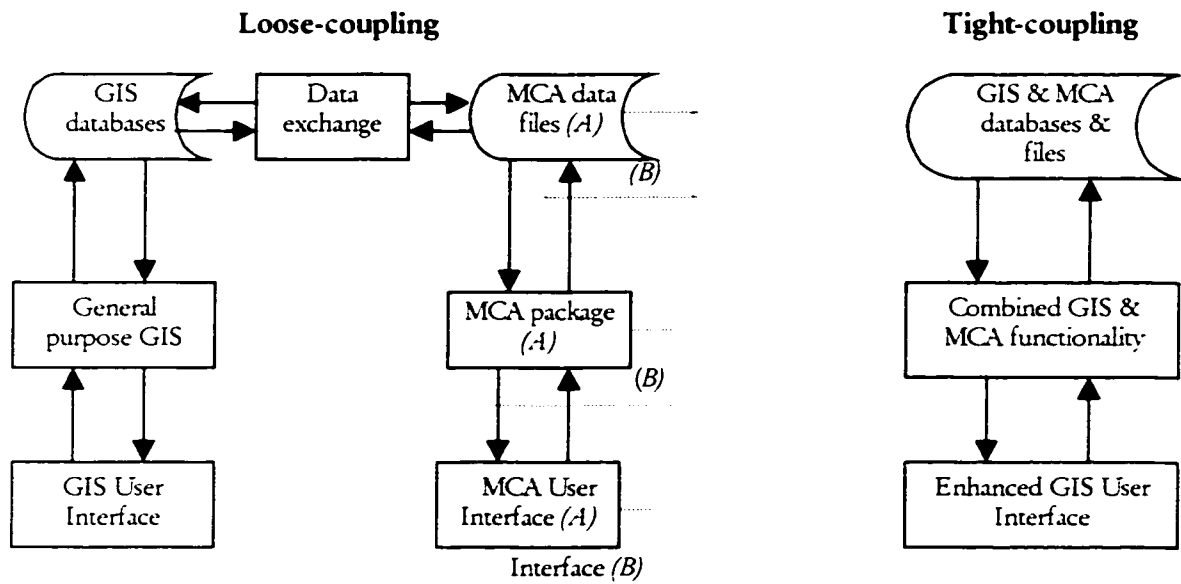 Loose-coupling
Tight-coupling
GIS
databases
Data
exchange
MCA data
files (A)
(B)
GIS & MCA
databases &
files
General
purpose GIS
MCA package
(A)
(B)
Combined GIS &
MCA functionality
GIS User
Interface
MCA User
Interface (A)
Interface (B)
Enhanced GIS User
Interface